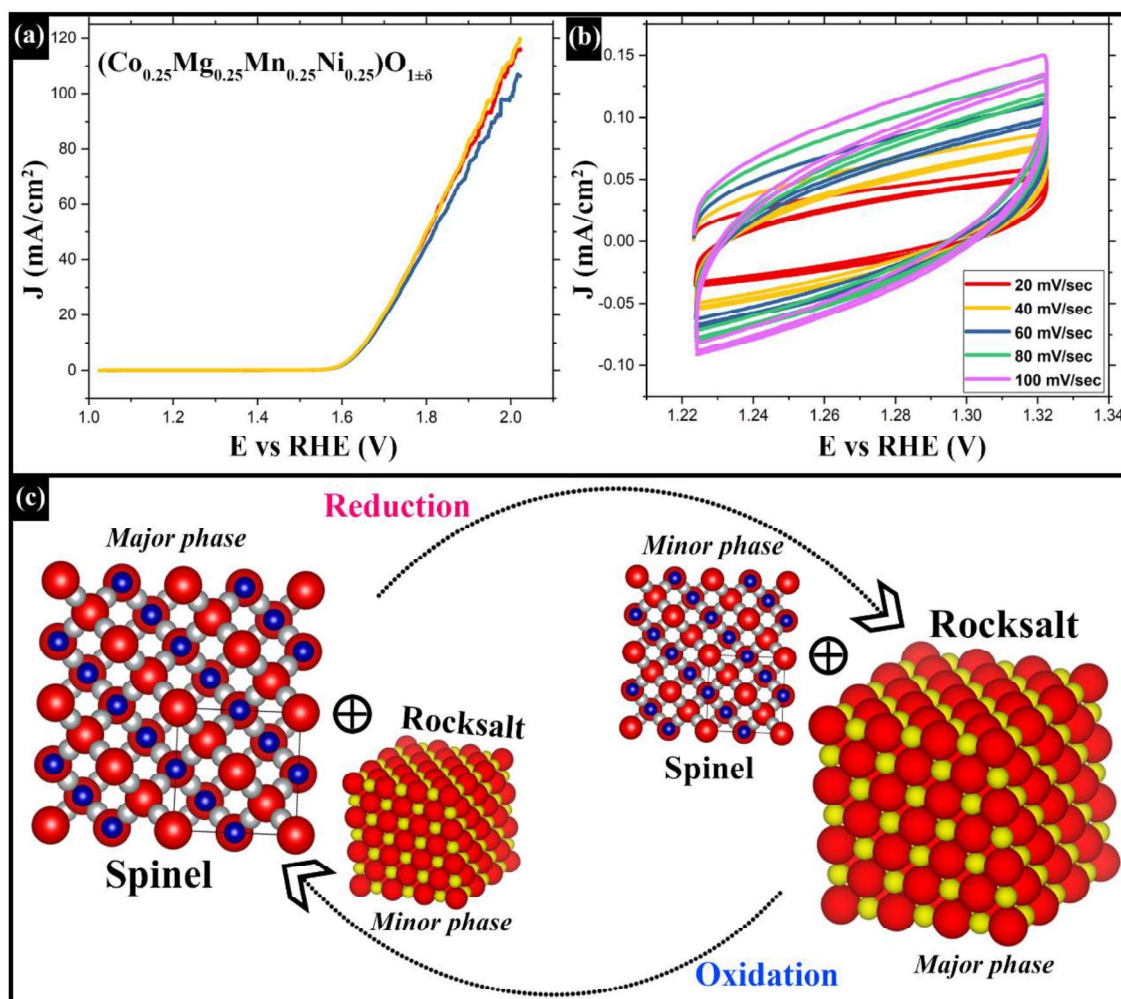 (a)
(Co0.25Mg0.25Mn0.25Ni0.25)O1±δ
120
100
80
60
40
20
0
J (mA/cm2)
1.0
1.2
1.4
1.6
1.8
2.0
E vs RHE (V)
(b)
0.15
0.10
0.05
0.00
-0.05
-0.10
J (mA/cm2)
20 mV/sec
40 mV/sec
60 mV/sec
80 mV/sec
100 mV/sec
1.22
1.24
1.26
1.28
1.30
1.32
1.34
E vs RHE (V)
(c)
Reduction
Major phase
Spinel
Rocksalt
Minor phase
Minor phase
Spinel
Rocksalt
Major phase
Oxidation